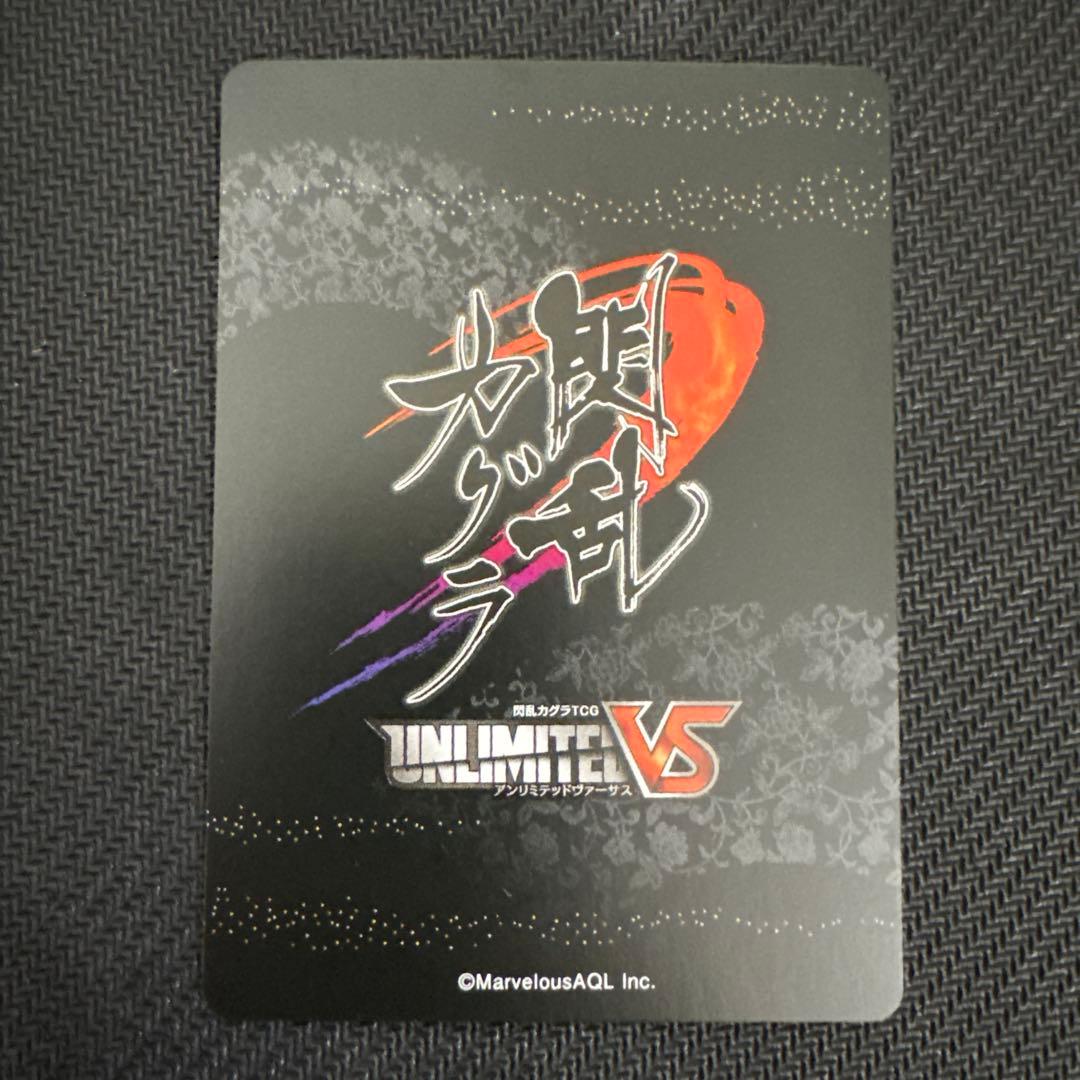 閃乱
カグラ
閃乱カグラTCG
UNLIMITED VS
アンリミテッドヴァーサス
©MarvelousAQL Inc.